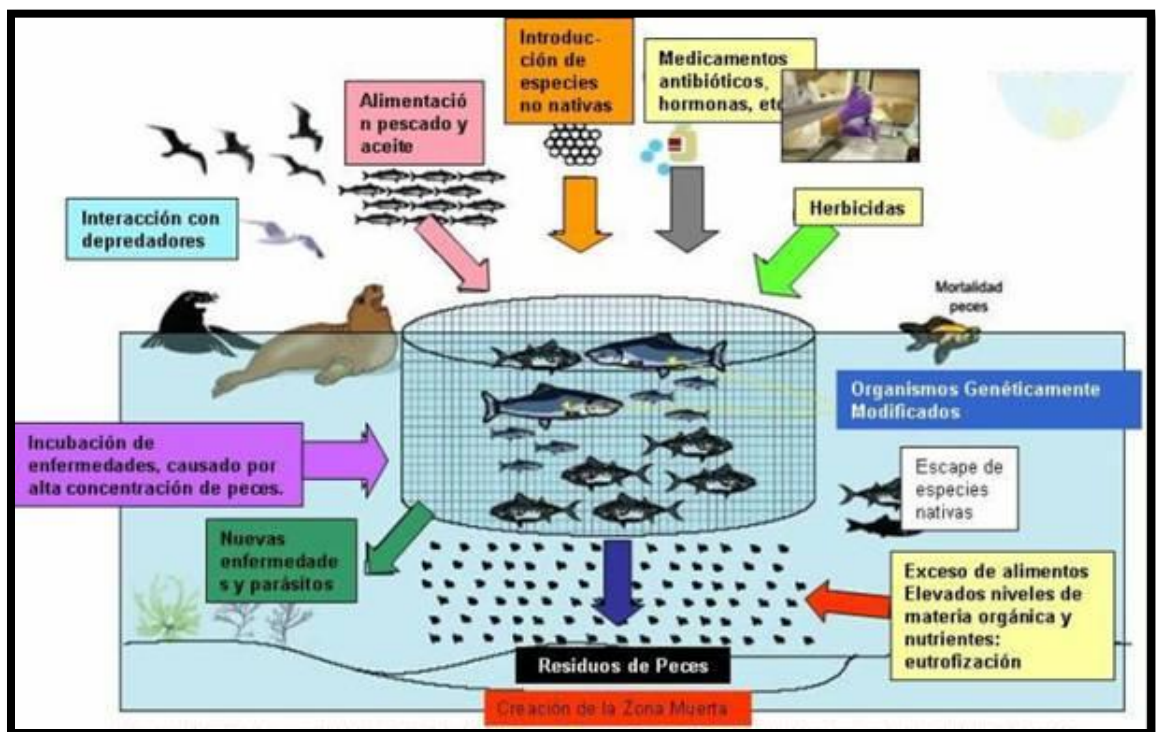 Introduc-
ción de
especies
no nativas
Medicamentos
antibióticos,
hormonas, etc
Alimentació
n pescado y
aceite
Interacción con
depredadores
Herbicidas
Mortalidad
peces
Organismos Genéticamente
Modificados
Incubación de
enfermedades, causado por
alta concentración de peces.
Escape de
especies
nativas
Nuevas
enfermedade
s y parásitos
Exceso de alimentos
Elevados niveles de
materia orgánica y
nutrientes:
eutrofización
Residuos de Peces
Creación de la Zona Muerta